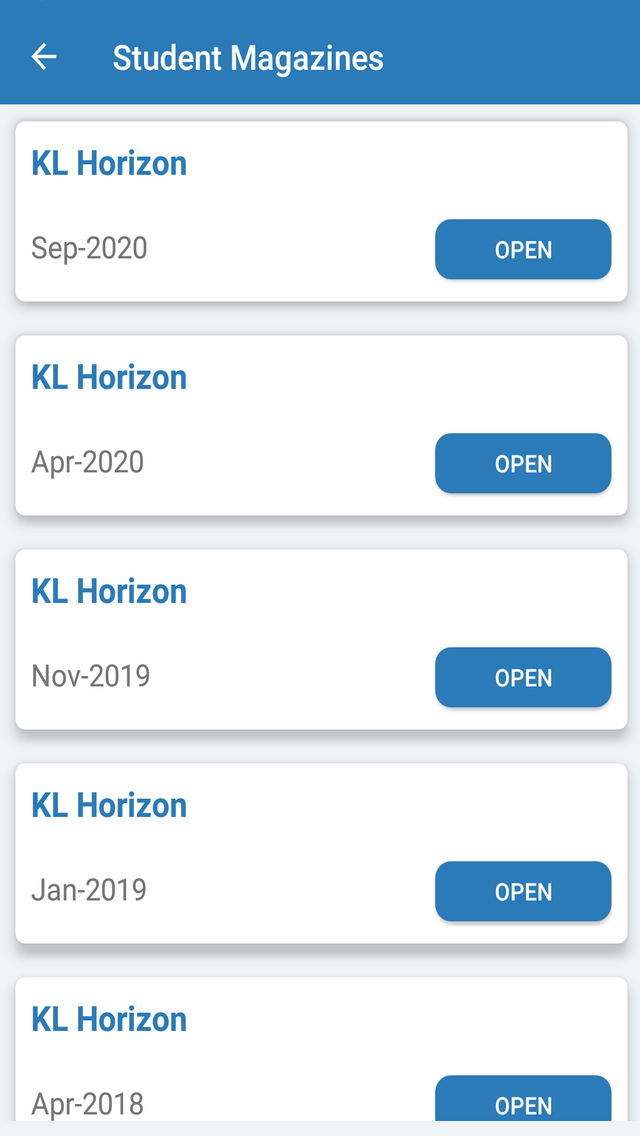 Student Magazines
KL Horizon
Sep-2020
OPEN
KL Horizon
Apr-2020
OPEN
KL Horizon
Nov-2019
OPEN
KL Horizon
Jan-2019
OPEN
KL Horizon
Apr-2018
OPEN